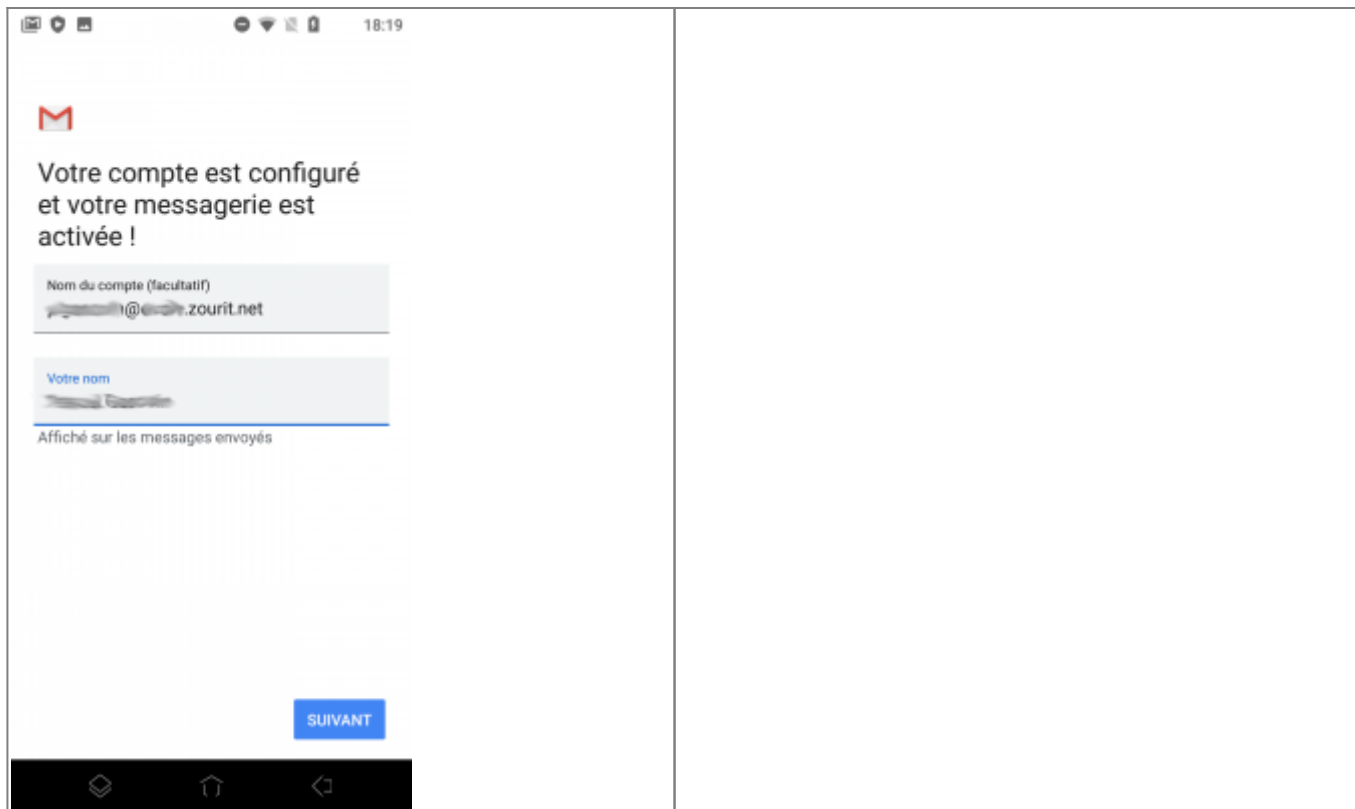 18:19
Votre compte est configuré
et votre messagerie est
activée !
Nom du compte (facultatif)
@ .zourit.net
Votre nom
Affiché sur les messages envoyés
SUIVANT